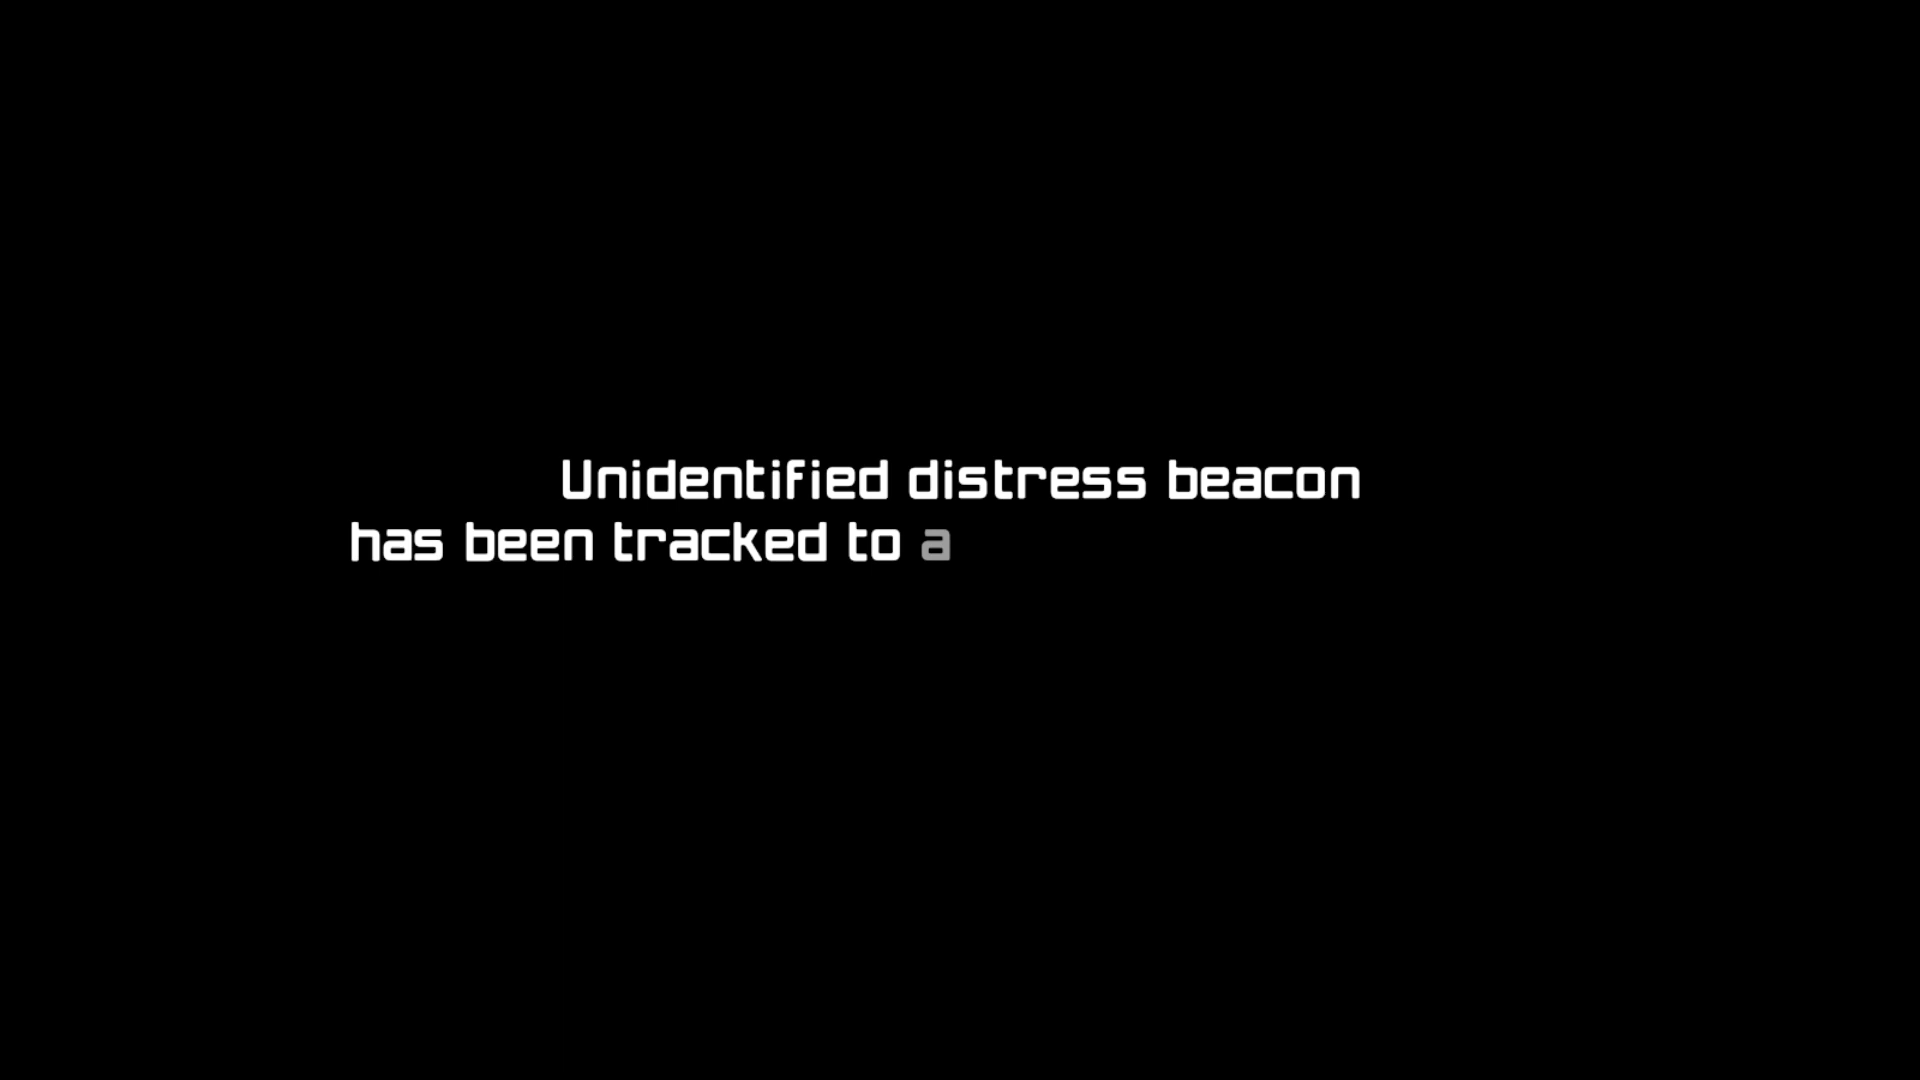 Unidentified distress beacon
has been tracked to a